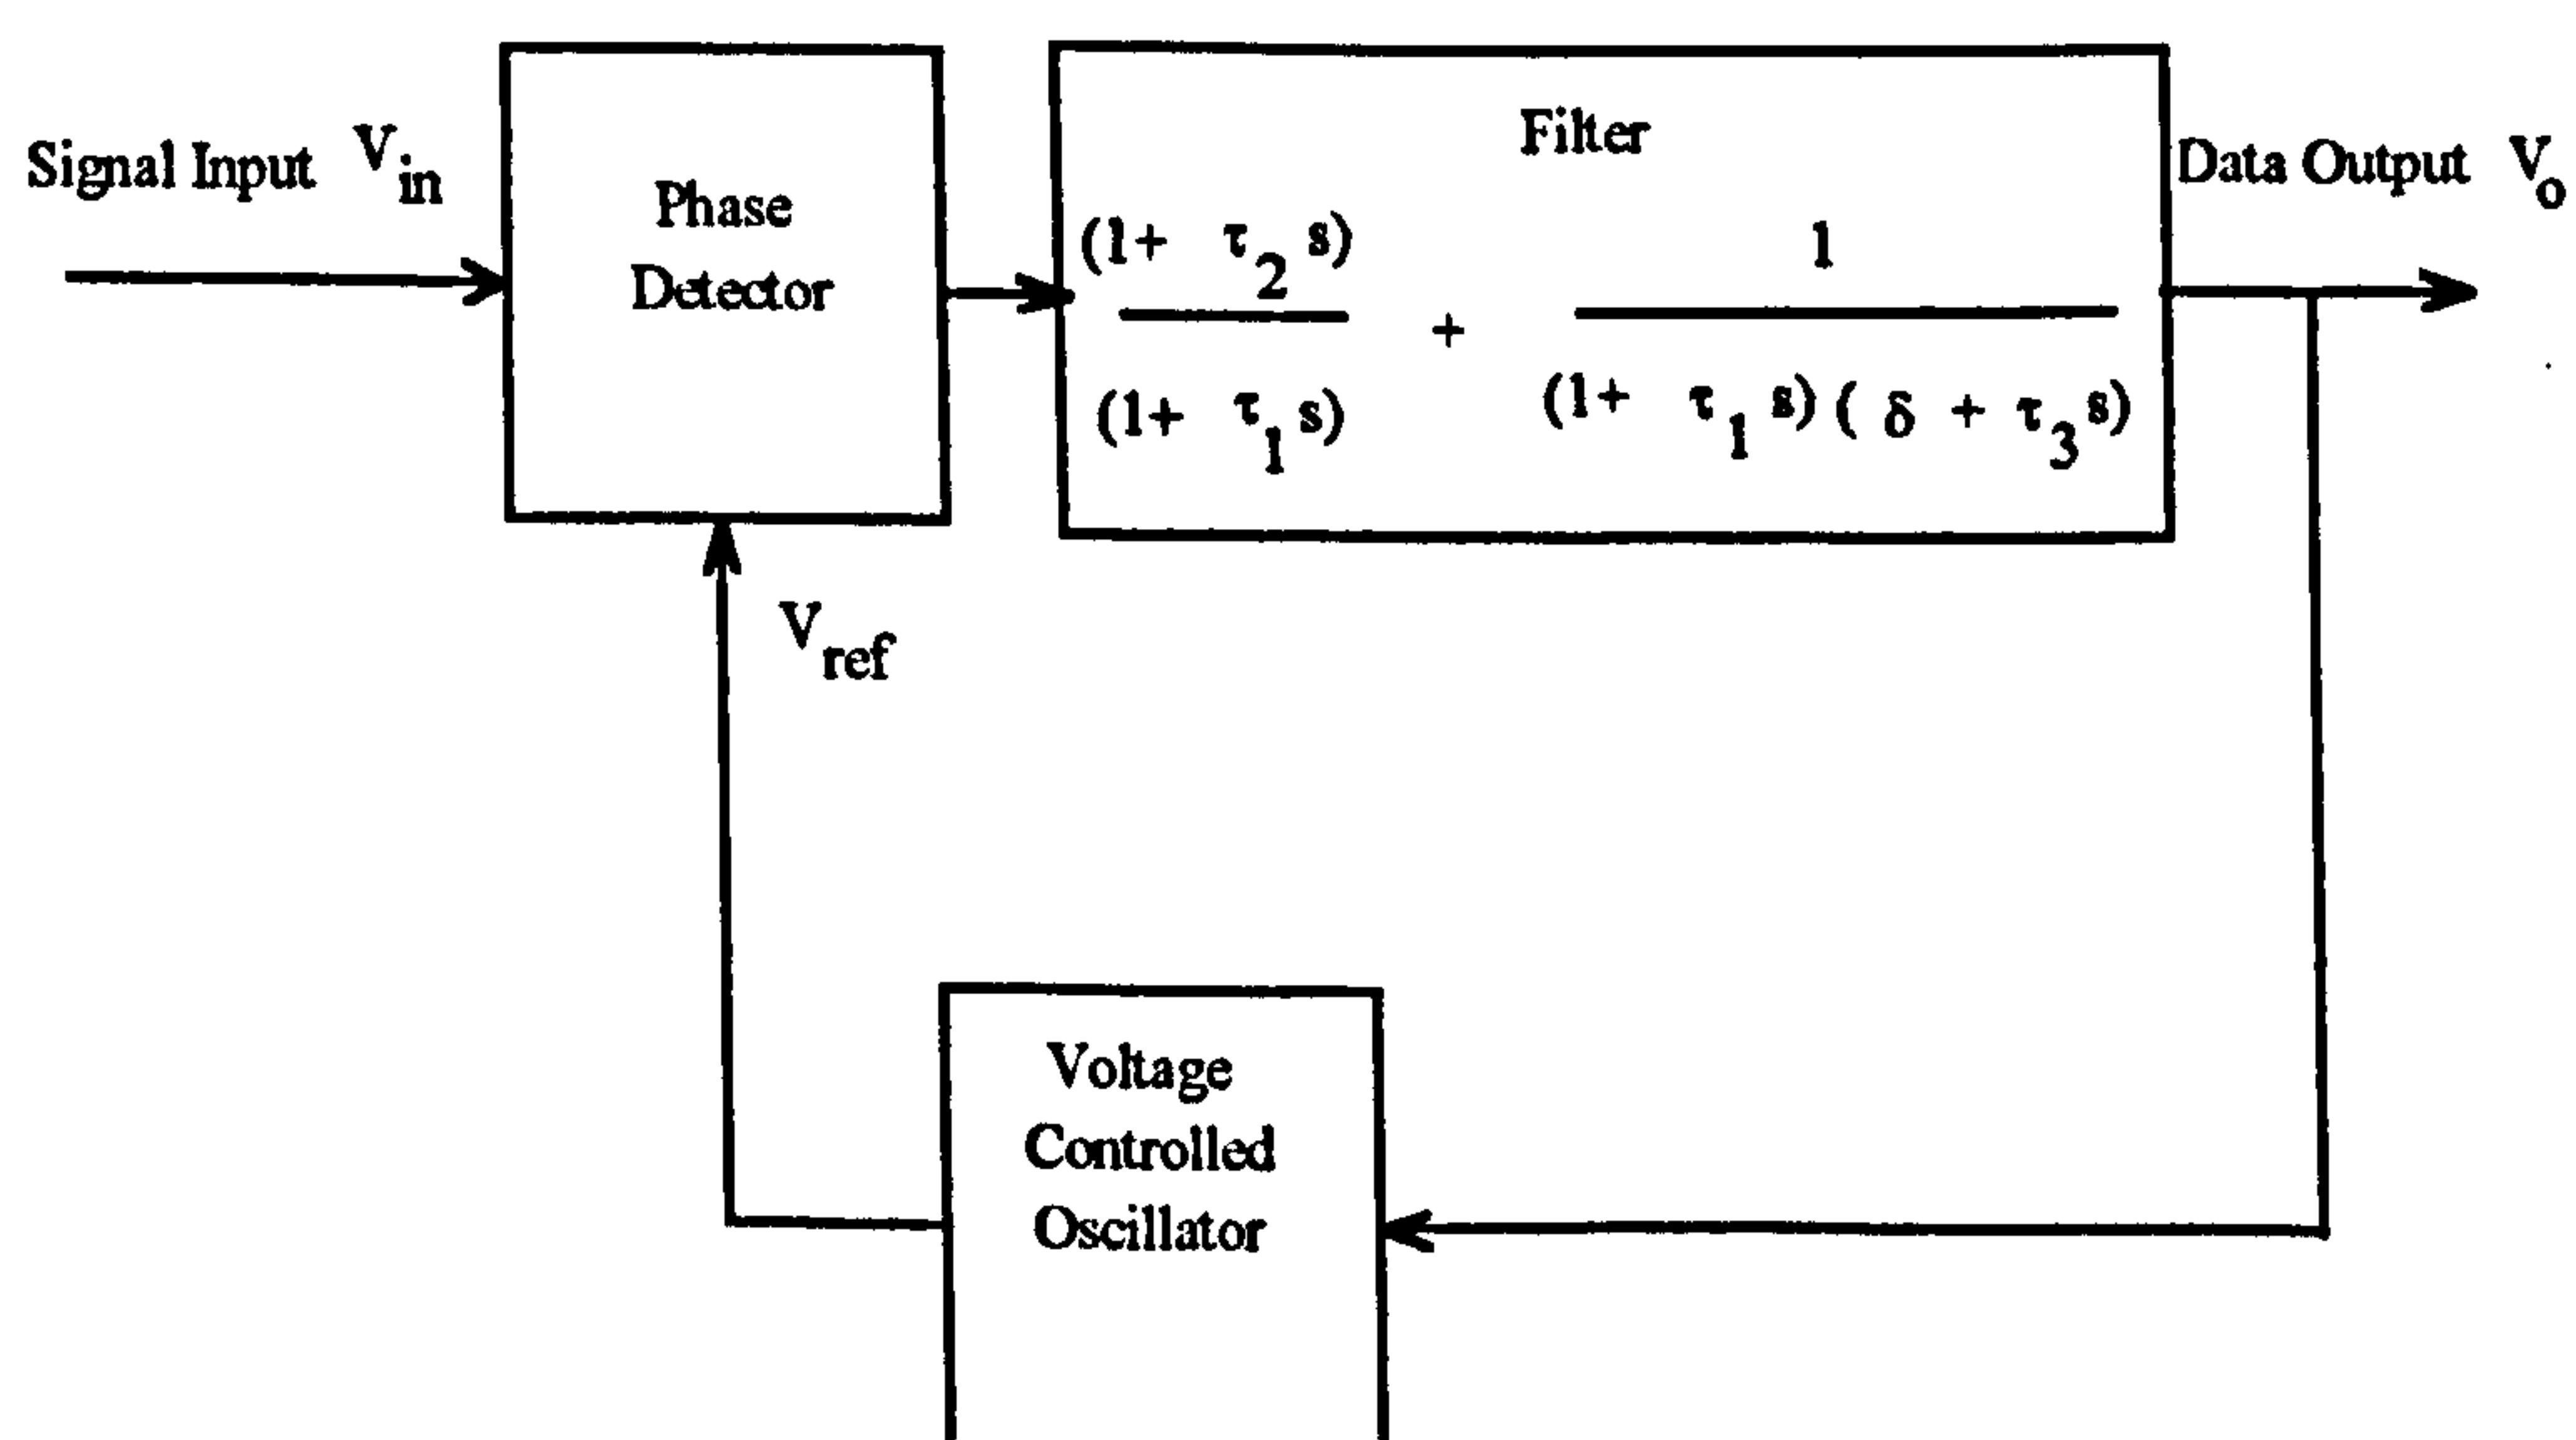 Signal Input V_in
Phase
Detector
Filter
(1+ τ_2 s)
(1+ τ_1 s)
+
1
(1+ τ_1 s) ( δ + τ_3 s)
Data Output V_o
V_ref
Voltage
Controlled
Oscillator